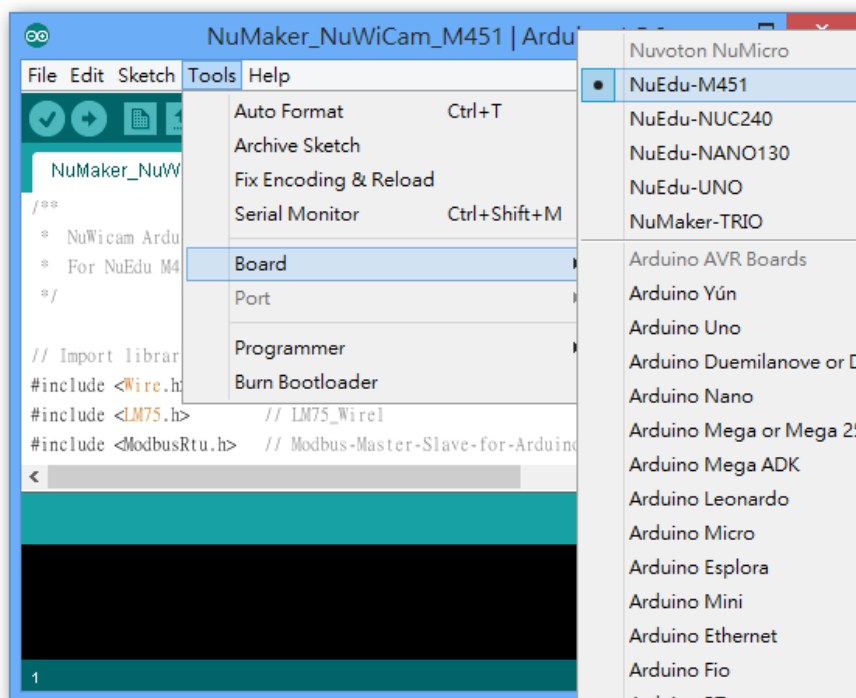 NuMaker_NuWiCam_M451 | Ardu
File Edit Sketch Tools Help
NuMaker_NuW
/**
* NuWicam Ardu
* For NuEdu M4
*/
// Import librar
#include <Wire.h>
#include <LM75.h> // LM75_Wire1
#include <ModbusRtu.h> // Modbus-Master-Slave-for-Arduino
1
Auto Format Ctrl+T
Archive Sketch
Fix Encoding & Reload
Serial Monitor Ctrl+Shift+M
Board
Port
Programmer
Burn Bootloader
Nuvoton NuMicro
NuEdu-M451
NuEdu-NUC240
NuEdu-NANO130
NuEdu-UNO
NuMaker-TRIO
Arduino AVR Boards
Arduino Yún
Arduino Uno
Arduino Duemilanove or D
Arduino Nano
Arduino Mega or Mega 25
Arduino Mega ADK
Arduino Leonardo
Arduino Micro
Arduino Esplora
Arduino Mini
Arduino Ethernet
Arduino Fio